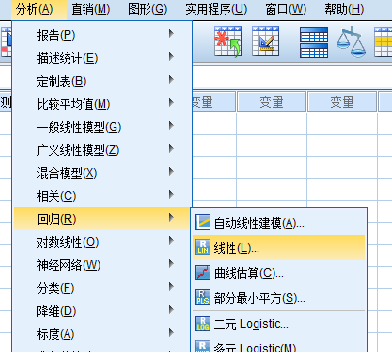 分析(A) 直销(M) 图形(G) 实用程序(U) 窗口(W) 帮助(H)
报告(P)
描述统计(E)
定制表(B)
测 变量 变量 变量
比较平均值(M)
一般线性模型(G)
广义线性模型(Z)
混合模型(X)
相关(C)
回归(R)
对数线性(O)
神经网络(W)
分类(F)
降维(D)
标度(A)
自动线性建模(A)...
线性(L)...
曲线估算(C)...
部分最小平方(S)...
二元 Logistic...
多元 Logistic(M)